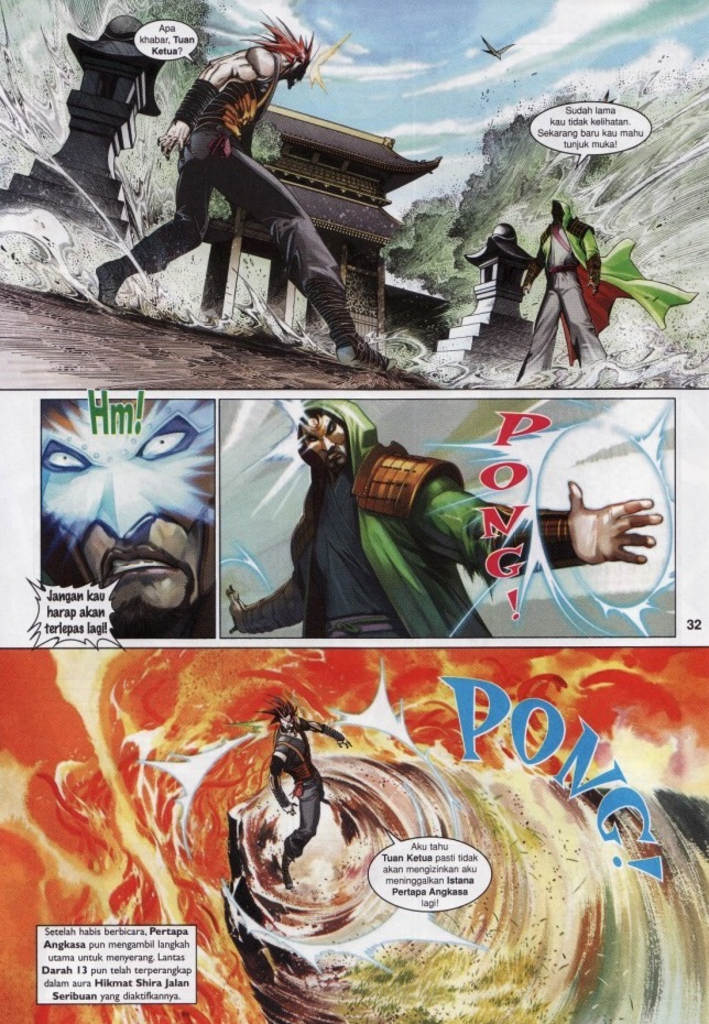 Apa
khabar, Tuan
Ketua?
Sudah lama
kau tidak kelihatan.
Sekarang baru kau mahu
tunjuk muka!
Hm!
Jangan kau
harap akan
terlepas lagi!
PONG!
32
PONG!
Aku tahu
Tuan Ketua pasti tidak
akan mengizinkan aku
meninggalkan Istana
Pertapa Angkasa
lagi!
Setelah habis berbicara, Pertapa
Angkasa pun mengambil langkah
utama untuk menyerang. Lantas
Darah 13 pun telah terperangkap
dalam aura Hikmat Shira Jalan
Seribuan yang diaktifkannya.